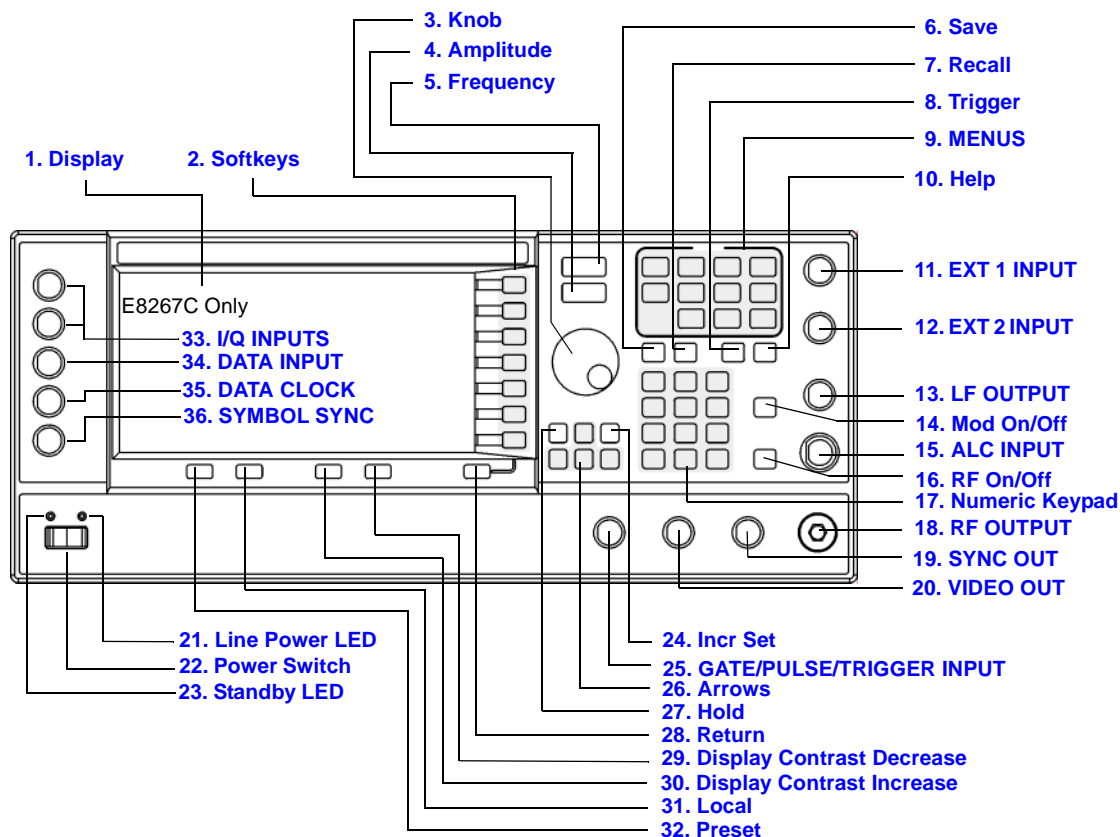 3. Knob
4. Amplitude
5. Frequency
6. Save
7. Recall
8. Trigger
9. MENUS
10. Help
1. Display
2. Softkeys
11. EXT 1 INPUT
12. EXT 2 INPUT
13. LF OUTPUT
14. Mod On/Off
15. ALC INPUT
16. RF On/Off
17. Numeric Keypad
18. RF OUTPUT
19. SYNC OUT
20. VIDEO OUT
E8267C Only
33. I/Q INPUTS
34. DATA INPUT
35. DATA CLOCK
36. SYMBOL SYNC
21. Line Power LED
22. Power Switch
23. Standby LED
24. Incr Set
25. GATE/PULSE/TRIGGER INPUT
26. Arrows
27. Hold
28. Return
29. Display Contrast Decrease
30. Display Contrast Increase
31. Local
32. Preset